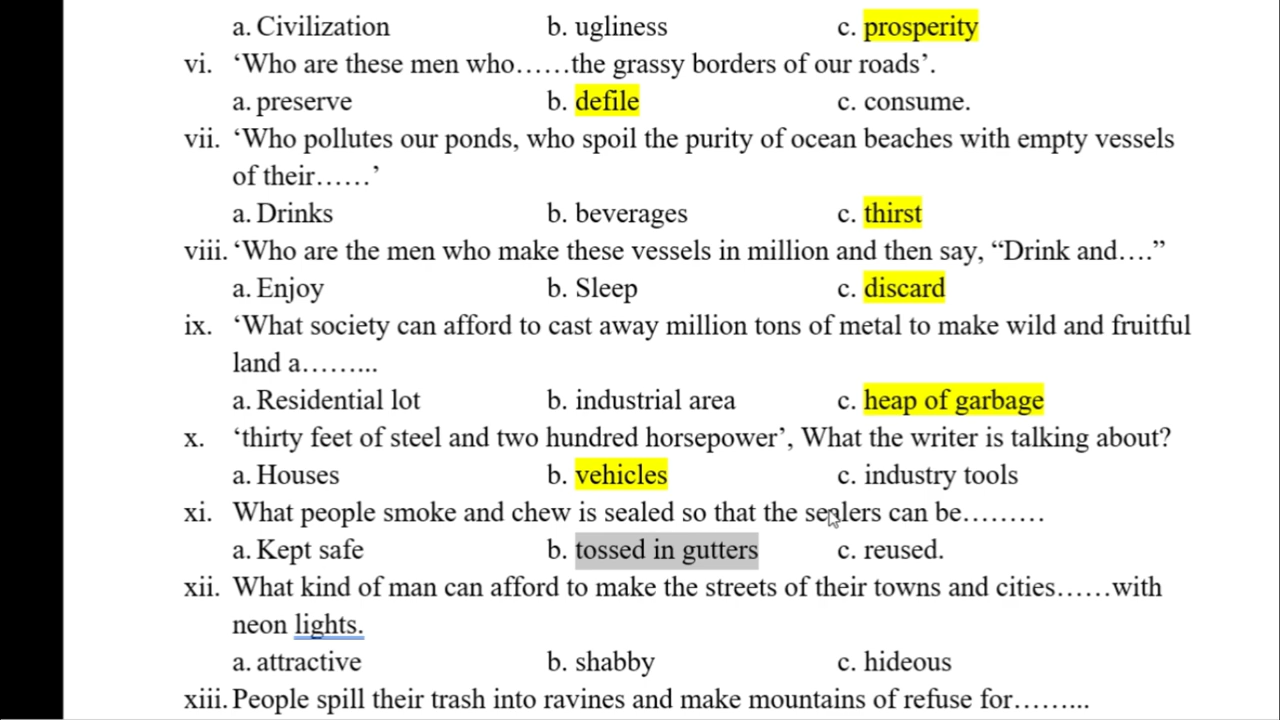 a. Civilization b. ugliness c. prosperity
vi. ‘Who are these men who……the grassy borders of our roads’.
a. preserve b. defile c. consume.
vii. ‘Who pollutes our ponds, who spoil the purity of ocean beaches with empty vessels
of their……’
a. Drinks b. beverages c. thirst
viii. ‘Who are the men who make these vessels in million and then say, “Drink and….”
a. Enjoy b. Sleep c. discard
ix. ‘What society can afford to cast away million tons of metal to make wild and fruitful
land a……...
a. Residential lot b. industrial area c. heap of garbage
x. ‘thirty feet of steel and two hundred horsepower’, What the writer is talking about?
a. Houses b. vehicles c. industry tools
xi. What people smoke and chew is sealed so that the sealers can be………
a. Kept safe b. tossed in gutters c. reused.
xii. What kind of man can afford to make the streets of their towns and cities……with
neon lights.
a. attractive b. shabby c. hideous
xiii. People spill their trash into ravines and make mountains of refuse for……...